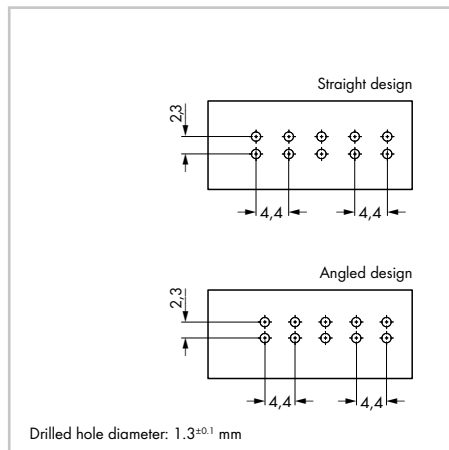 Straight design
2,3
4,4 4,4
Angled design
2,3
4,4 4,4
Drilled hole diameter: 1.3±0.1 mm